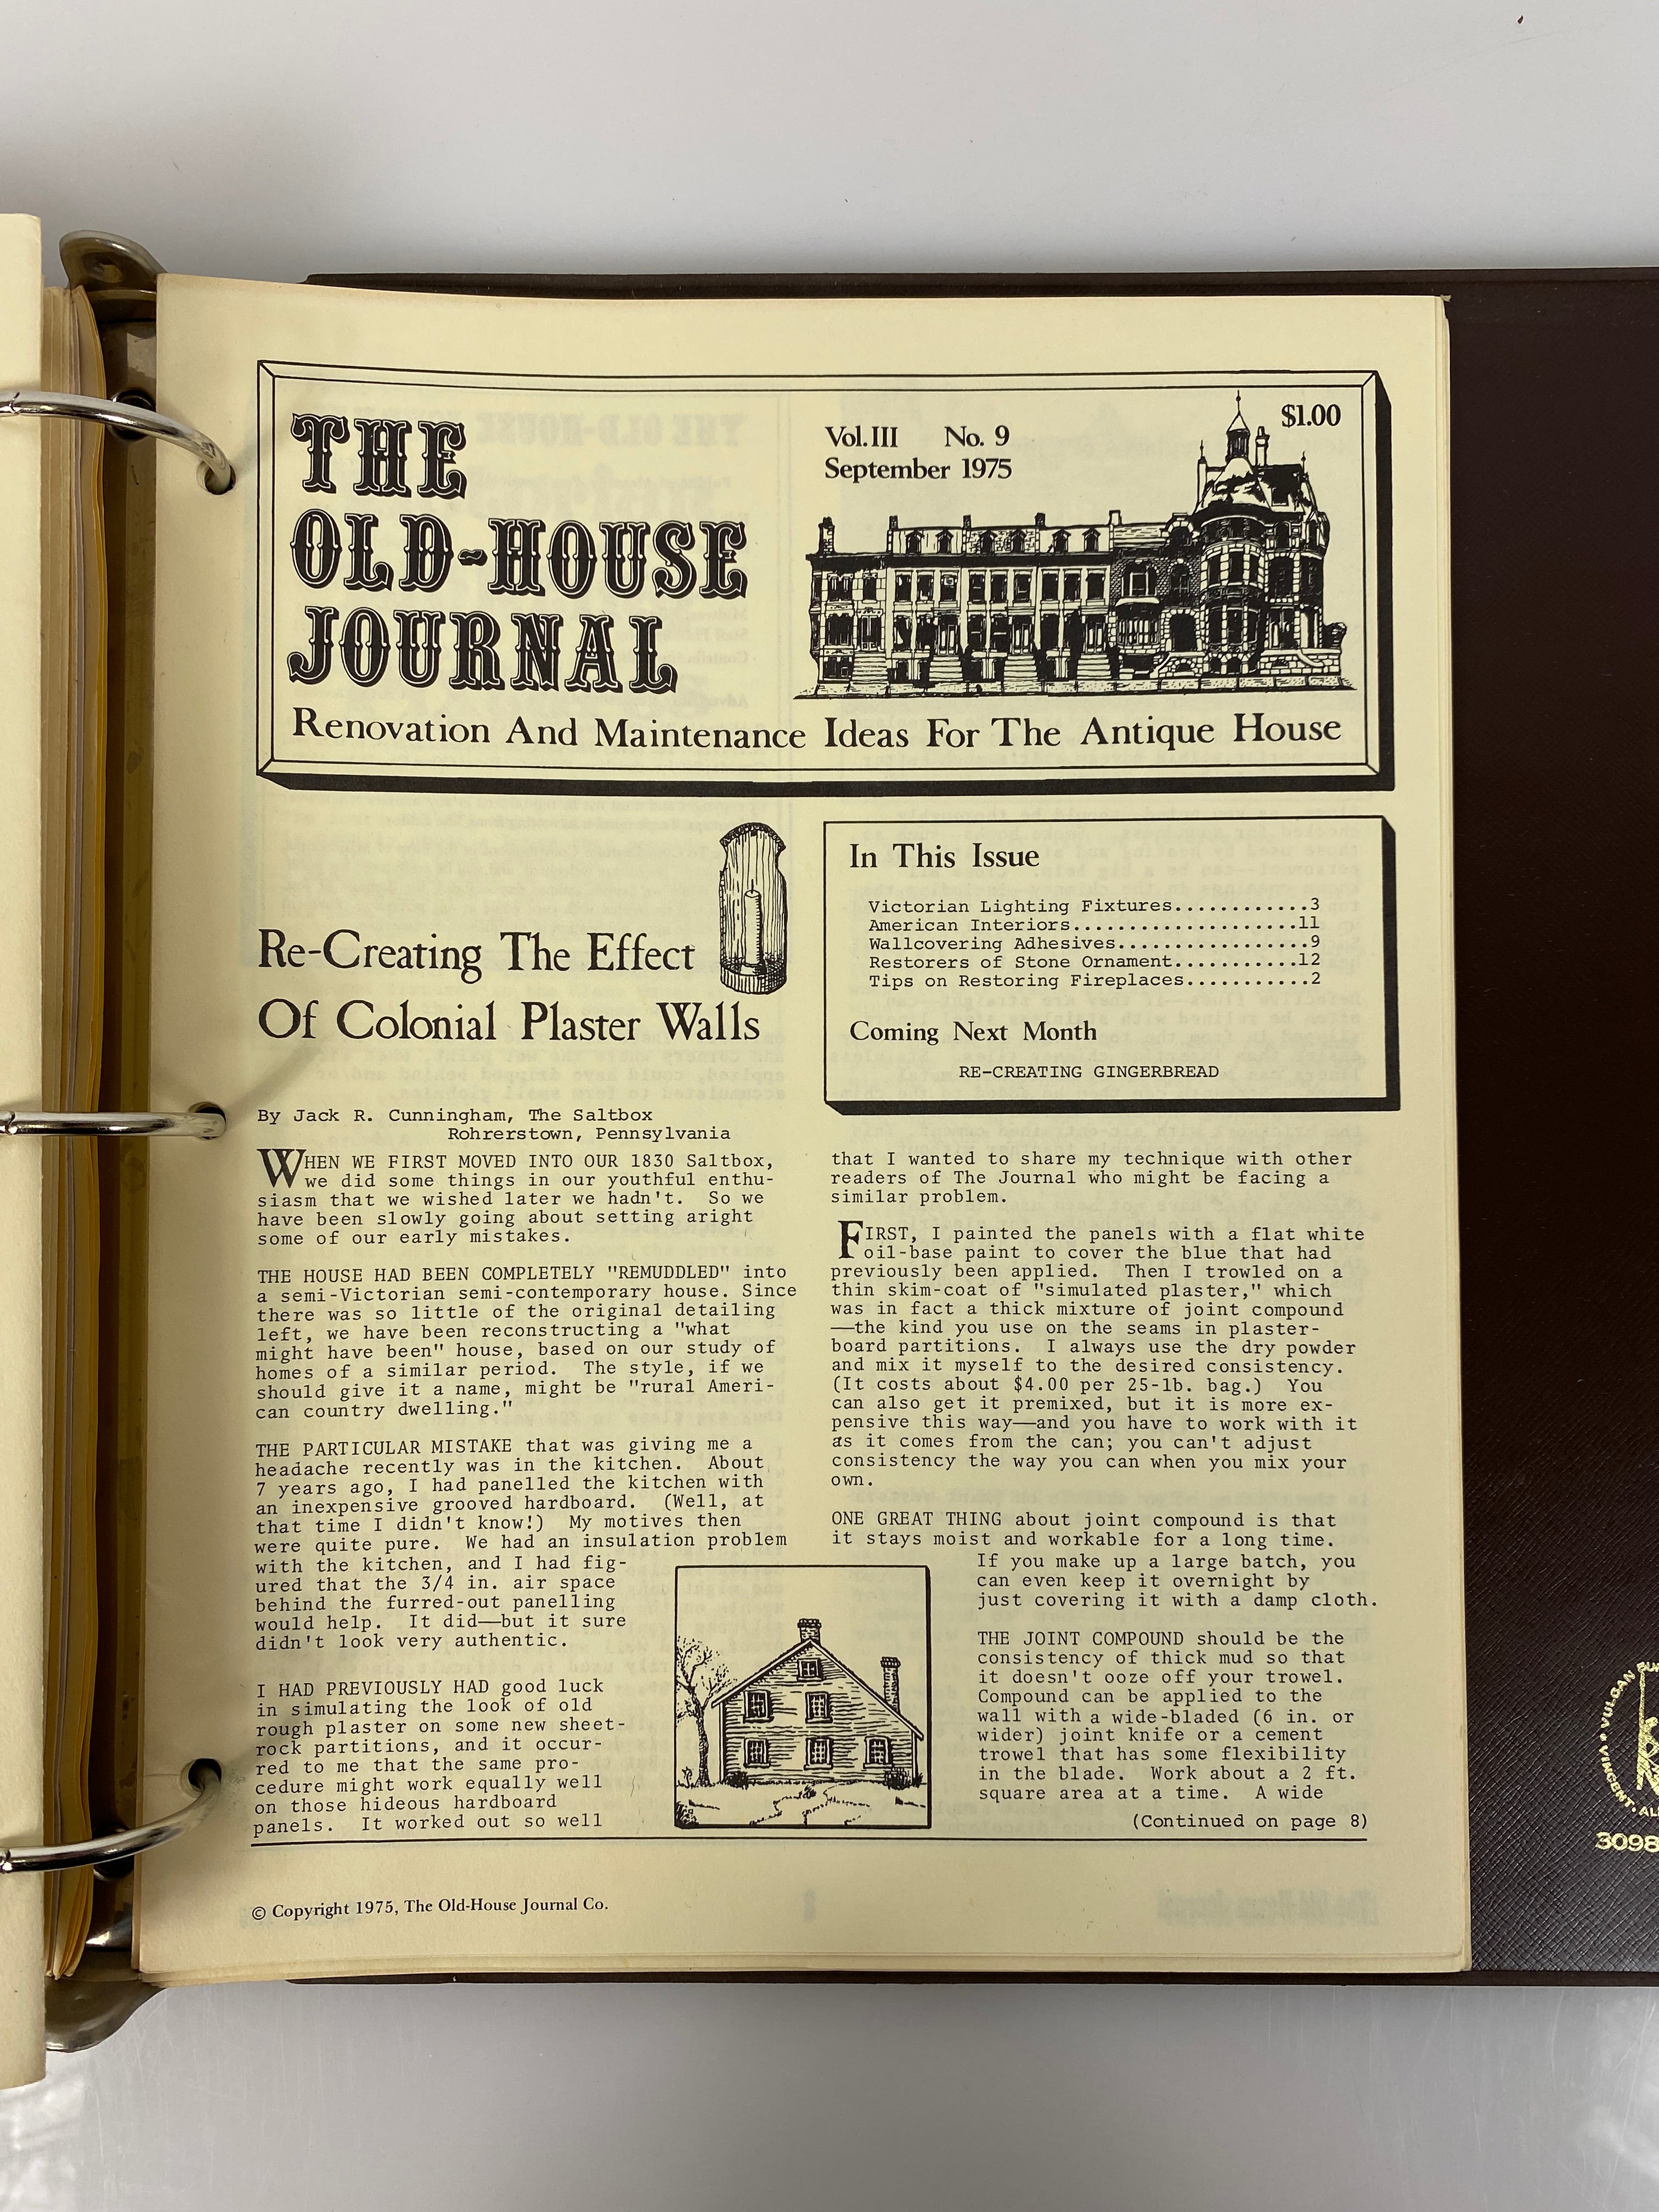 THE
OLD-HOUSE
JOURNAL
Vol.III No. 9
September 1975
$1.00
Renovation And Maintenance Ideas For The Antique House
Re-Creating The Effect
Of Colonial Plaster Walls
In This Issue
Victorian Lighting Fixtures............3
American Interiors....................11
Wallcovering Adhesives.................9
Restorers of Stone Ornament...........12
Tips on Restoring Fireplaces...........2
Coming Next Month
RE-CREATING GINGERBREAD
By Jack R. Cunningham, The Saltbox
Rohrerstown, Pennsylvania
WHEN WE FIRST MOVED INTO OUR 1830 Saltbox,
we did some things in our youthful enthu-
siasm that we wished later we hadn't. So we
have been slowly going about setting aright
some of our early mistakes.
THE HOUSE HAD BEEN COMPLETELY "REMUDDLED" into
a semi-Victorian semi-contemporary house. Since
there was so little of the original detailing
left, we have been reconstructing a "what
might have been" house, based on our study of
homes of a similar period. The style, if we
should give it a name, might be "rural Ameri-
can country dwelling."
THE PARTICULAR MISTAKE that was giving me a
headache recently was in the kitchen. About
7 years ago, I had panelled the kitchen with
an inexpensive grooved hardboard. (Well, at
that time I didn't know!) My motives then
were quite pure. We had an insulation problem
with the kitchen, and I had fig-
ured that the 3/4 in. air space
behind the furred-out panelling
would help. It did—but it sure
didn't look very authentic.
I HAD PREVIOUSLY HAD good luck
in simulating the look of old
rough plaster on some new sheet-
rock partitions, and it occur-
red to me that the same pro-
cedure might work equally well
on those hideous hardboard
panels. It worked out so well
that I wanted to share my technique with other
readers of The Journal who might be facing a
similar problem.
FIRST, I painted the panels with a flat white
oil-base paint to cover the blue that had
previously been applied. Then I trowled on a
thin skim-coat of "simulated plaster," which
was in fact a thick mixture of joint compound
—the kind you use on the seams in plaster-
board partitions. I always use the dry powder
and mix it myself to the desired consistency.
(It costs about $4.00 per 25-lb. bag.) You
can also get it premixed, but it is more ex-
pensive this way—and you have to work with it
as it comes from the can; you can't adjust
consistency the way you can when you mix your
own.
ONE GREAT THING about joint compound is that
it stays moist and workable for a long time.
If you make up a large batch, you
can even keep it overnight by
just covering it with a damp cloth.
THE JOINT COMPOUND should be the
consistency of thick mud so that
it doesn't ooze off your trowel.
Compound can be applied to the
wall with a wide-bladed (6 in. or
wider) joint knife or a cement
trowel that has some flexibility
in the blade. Work about a 2 ft.
square area at a time. A wide
(Continued on page 8)
© Copyright 1975, The Old-House Journal Co.
VULGAN
VIMIGENT
3098